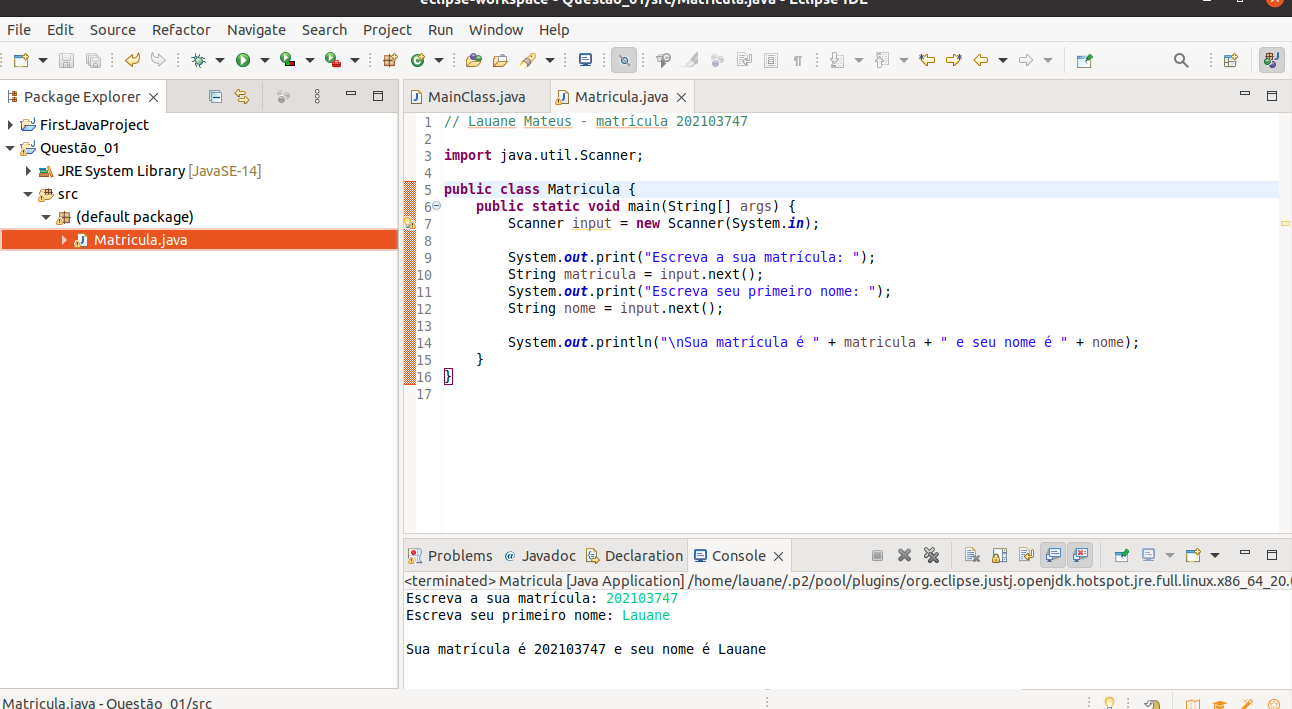 eclipse-workspace - Questão_01/src/Matricula.java - Eclipse IDE
File Edit Source Refactor Navigate Search Project Run Window Help
Package Explorer
FirstJavaProject
Questão_01
JRE System Library [JavaSE-14]
src
(default package)
Matricula.java
MainClass.java Matricula.java
1 // Lauane Mateus - matrícula 202103747
2
3 import java.util.Scanner;
4
5 public class Matricula {
6 public static void main(String[] args) {
7 Scanner input = new Scanner(System.in);
8
9 System.out.print("Escreva a sua matrícula: ");
10 String matricula = input.next();
11 System.out.print("Escreva seu primeiro nome: ");
12 String nome = input.next();
13
14 System.out.println("\nSua matrícula é " + matricula + " e seu nome é " + nome);
15 }
16 }
17
Problems @ Javadoc Declaration Console
<terminated> Matricula [Java Application] /home/lauane/.p2/pool/plugins/org.eclipse.justj.openjdk.hotspot.jre.full.linux.x86_64_20.0
Escreva a sua matrícula: 202103747
Escreva seu primeiro nome: Lauane
Sua matrícula é 202103747 e seu nome é Lauane
Matricula.java - Questão_01/src